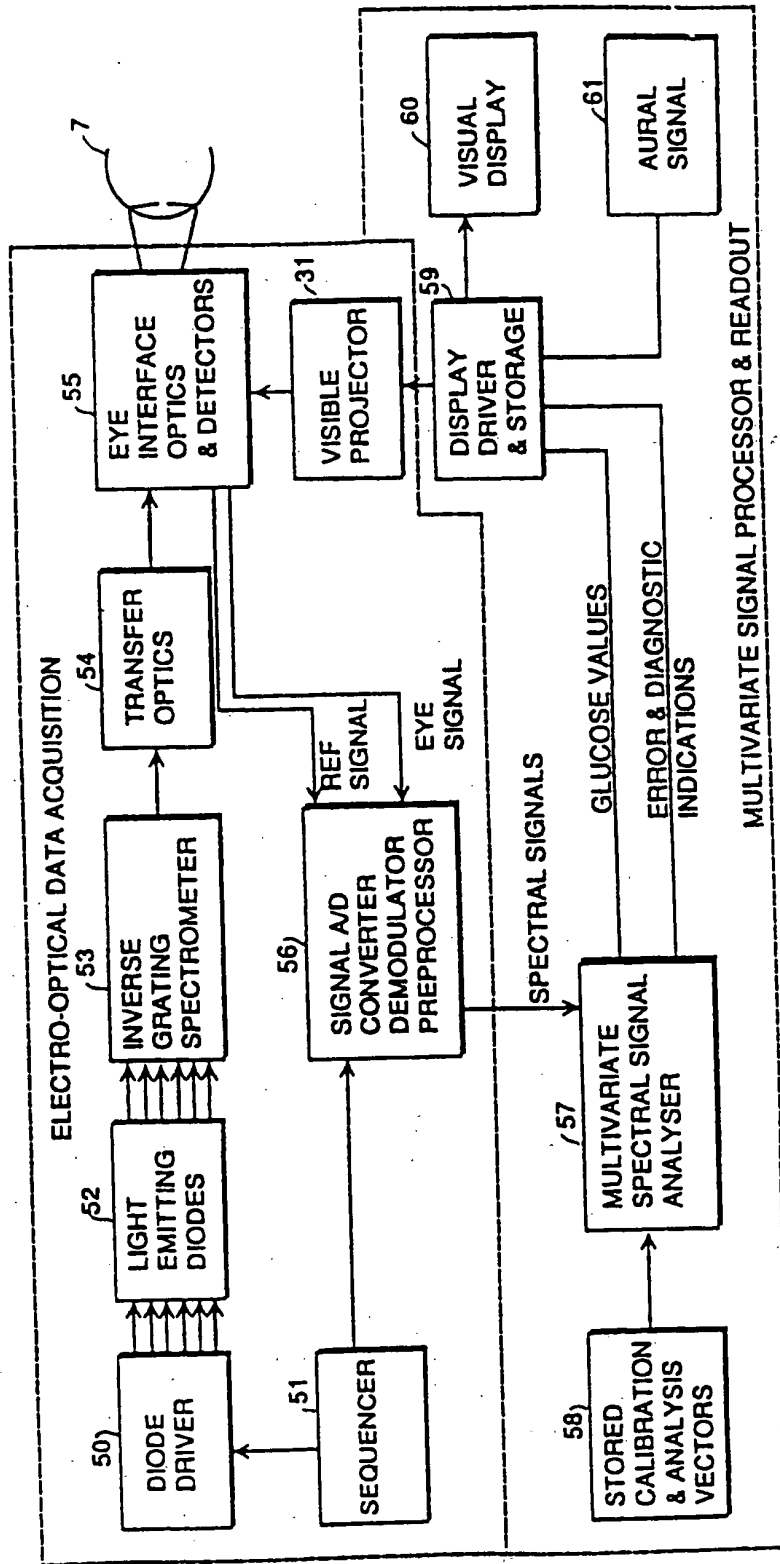 ELECTRO-OPTICAL DATA ACQUISITION
50
DIODE
DRIVER
52
LIGHT
EMITTING
DIODES
53
INVERSE
GRATING
SPECTROMETER
54
TRANSFER
OPTICS
55
EYE
INTERFACE
OPTICS
& DETECTORS
7
51
SEQUENCER
56
SIGNAL A/D
CONVERTER
DEMODULATOR
PREPROCESSOR
REF
SIGNAL
EYE
SIGNAL
31
VISIBLE
PROJECTOR
SPECTRAL SIGNALS
58
STORED
CALIBRATION
& ANALYSIS
VECTORS
57
MULTIVARIATE
SPECTRAL SIGNAL
ANALYSER
GLUCOSE VALUES
ERROR & DIAGNOSTIC
INDICATIONS
59
DISPLAY
DRIVER
& STORAGE
60
VISUAL
DISPLAY
61
AURAL
SIGNAL
MULTIVARIATE SIGNAL PROCESSOR & READOUT